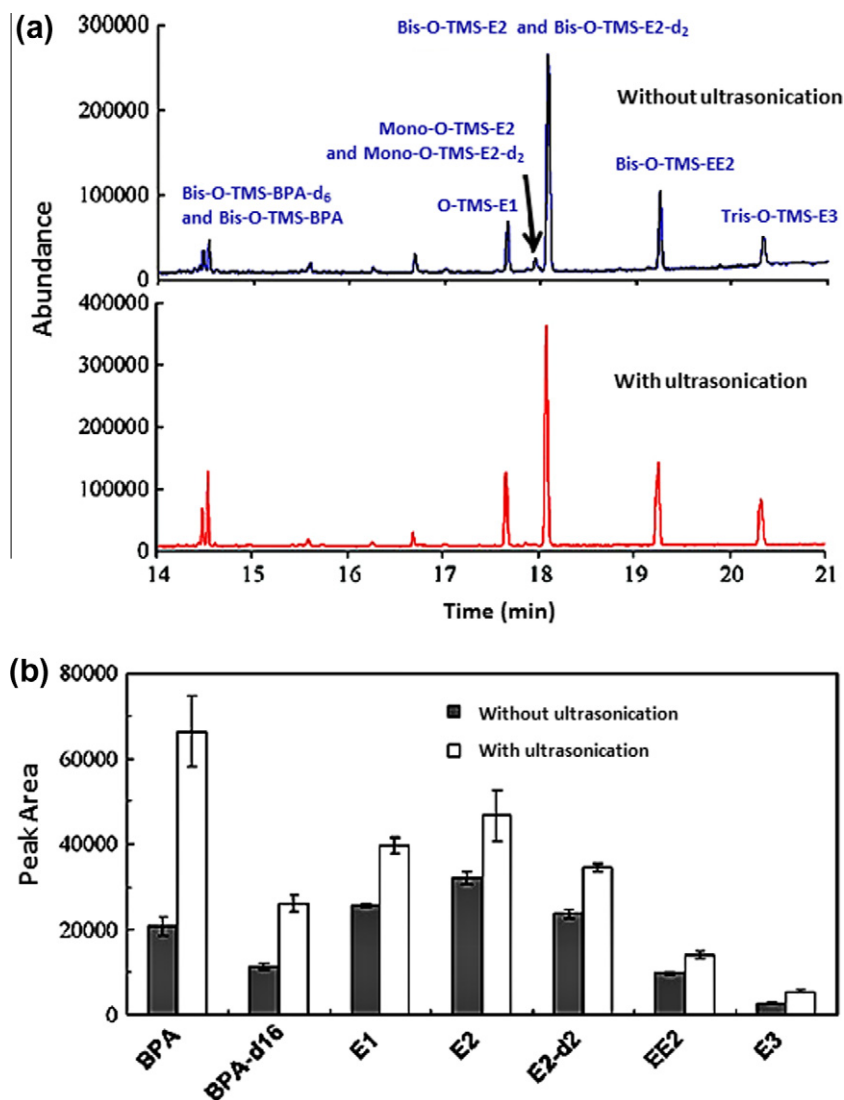 (a)
300000
200000
100000
0
Bis-O-TMS-E2 and Bis-O-TMS-E2-d2
Without ultrasonication
Mono-O-TMS-E2
and Mono-O-TMS-E2-d2
Bis-O-TMS-BPA-d6
and Bis-O-TMS-BPA
O-TMS-E1
Bis-O-TMS-EE2
Tris-O-TMS-E3
Abundance
400000
300000
200000
100000
0
With ultrasonication
14 15 16 17 18 19 20 21
Time (min)
(b)
80000
60000
40000
20000
0
Peak Area
Without ultrasonication
With ultrasonication
BPA
BPA-d16
E1
E2
E2-d2
EE2
E3